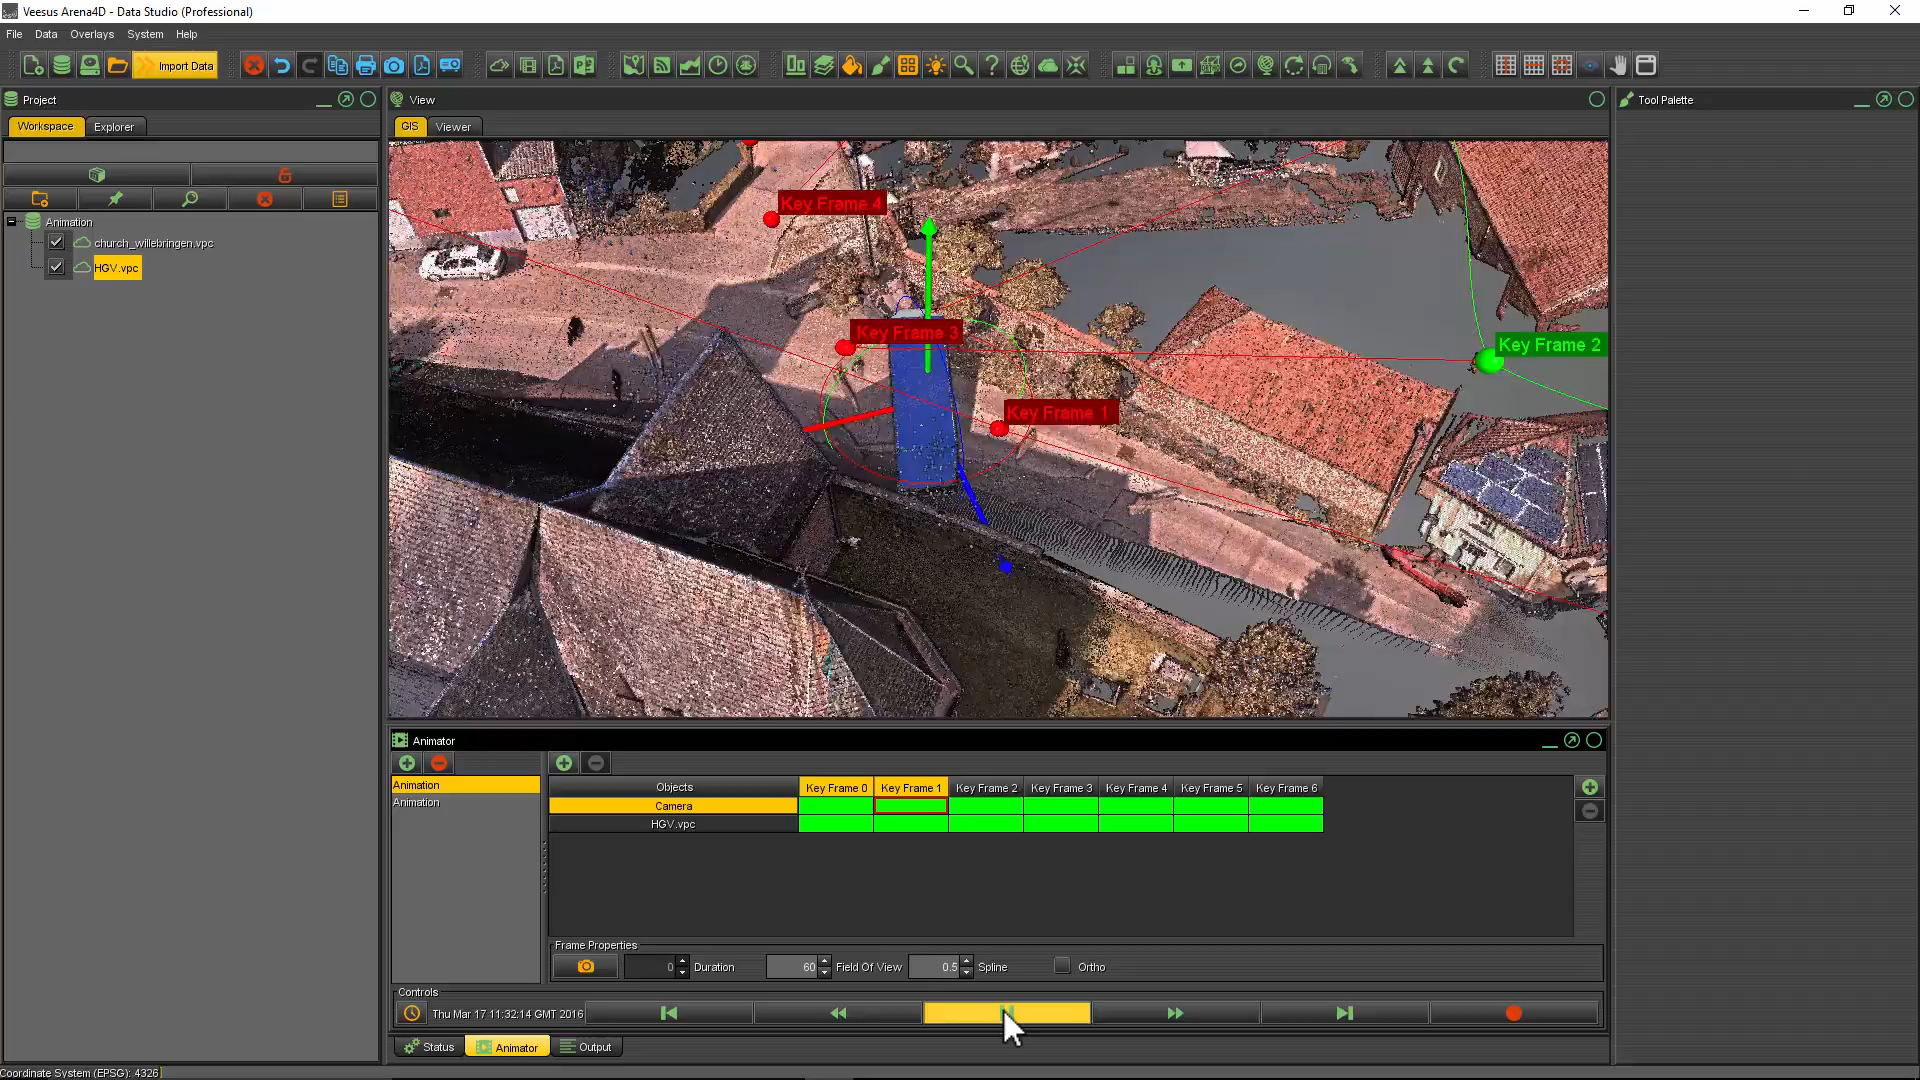 Veesus Arena4D - Data Studio (Professional)
File Data Overlays System Help
Import Data
Project
View
Tool Palette
Workspace Explorer
GIS Viewer
Animation
church_willebringen.vpc
HGV.vpc
Key Frame 4
Key Frame 3
Key Frame 2
Key Frame 1
Animator
Animation
Animation
Objects Key Frame 0 Key Frame 1 Key Frame 2 Key Frame 3 Key Frame 4 Key Frame 5 Key Frame 6
Camera
HGV.vpc
Frame Properties
0 Duration 60 Field Of View 0.5 Spline Ortho
Controls
Thu Mar 17 11:32:14 GMT 2016
Status Animator Output
Coordinate System (EPSG): 4326